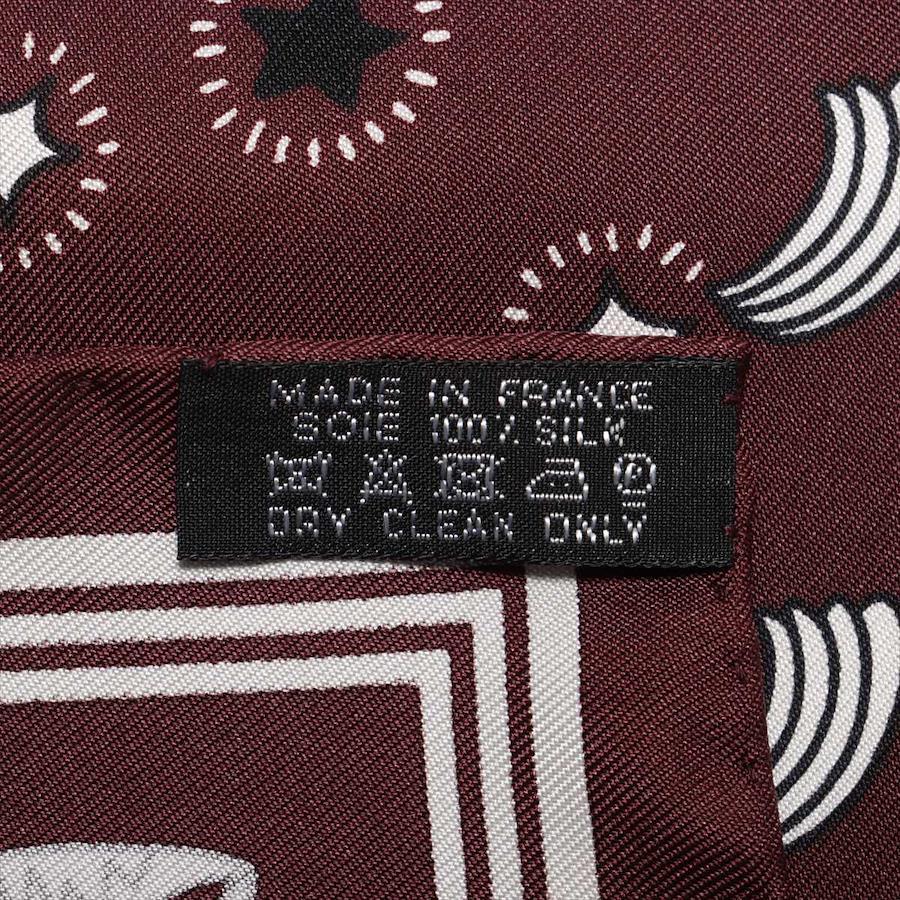 MADE IN FRANCE
SOIE 100% SILK
P
DRY CLEAN ONLY